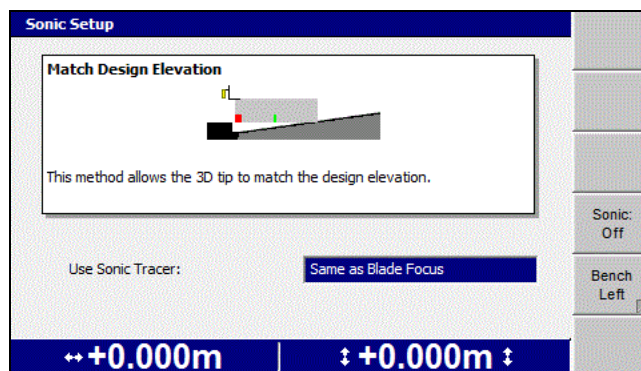 Sonic Setup
Match Design Elevation
This method allows the 3D tip to match the design elevation.
Sonic:
Off
Use Sonic Tracer:
Same as Blade Focus
Bench
Left
↔+0.000m
↕+0.000m↕